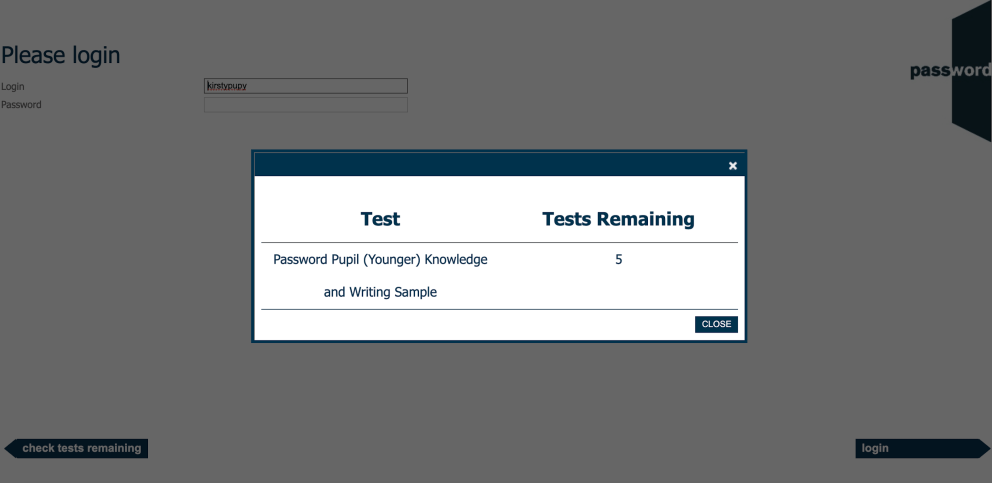 Please login
Login kirstypupy
Password
password
×
Test Tests Remaining
Password Pupil (Younger) Knowledge 5
and Writing Sample
CLOSE
check tests remaining login